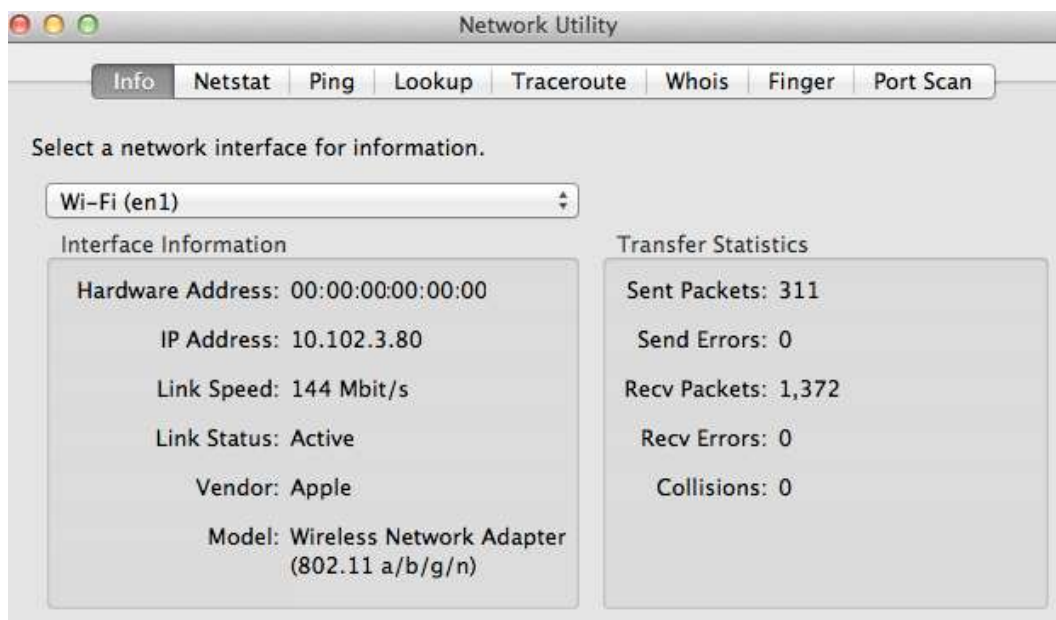 Network Utility
Info Netstat Ping Lookup Traceroute Whois Finger Port Scan
Select a network interface for information.
Wi-Fi (en1)
Interface Information
Hardware Address: 00:00:00:00:00:00
IP Address: 10.102.3.80
Link Speed: 144 Mbit/s
Link Status: Active
Vendor: Apple
Model: Wireless Network Adapter
(802.11 a/b/g/n)
Transfer Statistics
Sent Packets: 311
Send Errors: 0
Recv Packets: 1,372
Recv Errors: 0
Collisions: 0